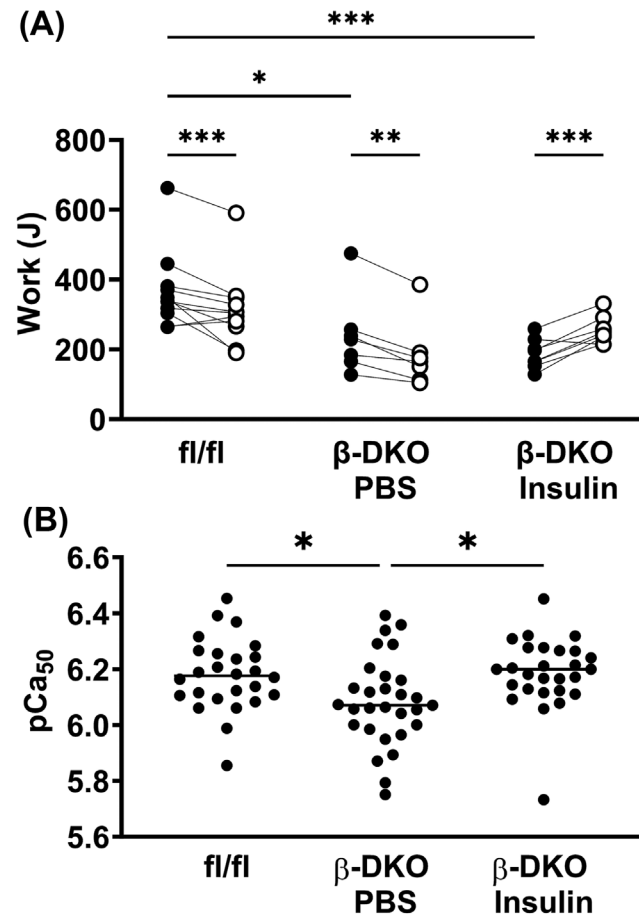 (A)
***
*
*** ** ***
800
600
400
200
0
Work (J)
fl/fl β-DKO β-DKO
PBS Insulin
(B)
* *
6.6
6.4
6.2
6.0
5.8
5.6
pCa50
fl/fl β-DKO β-DKO
PBS Insulin